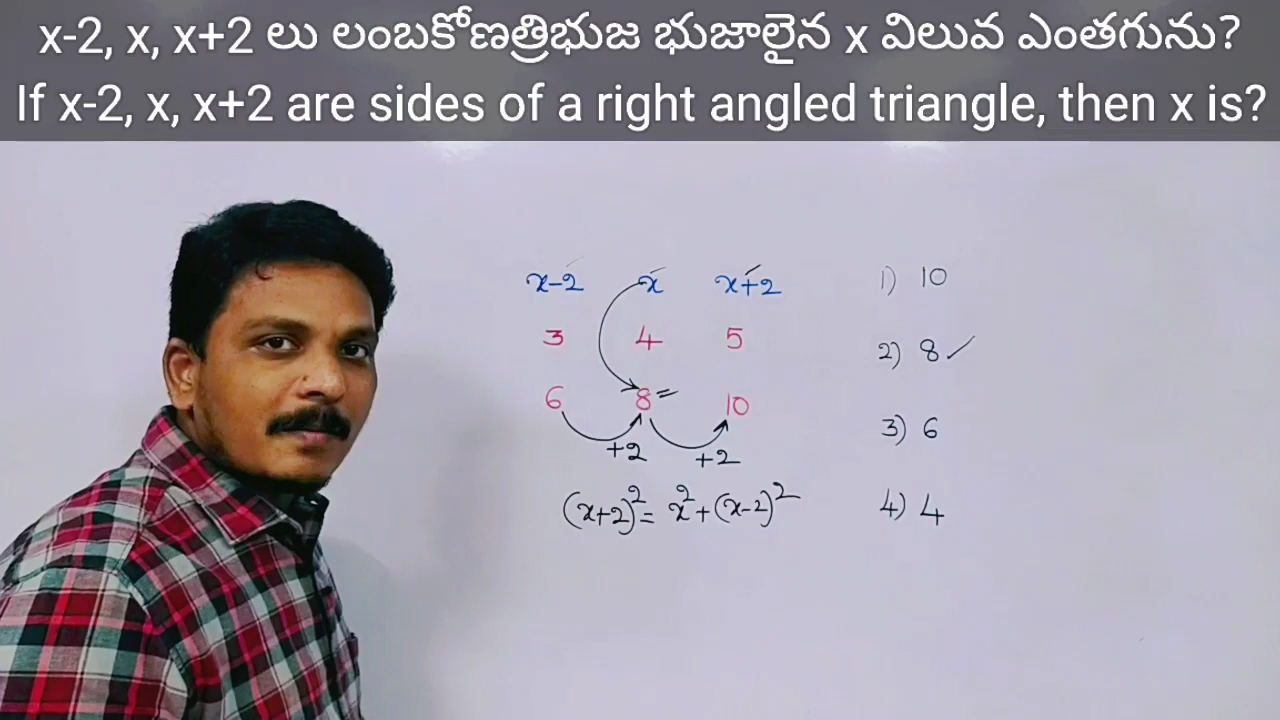 x-2, x, x+2 లు లంబకోణత్రిభుజ భుజాలైన x విలువ ఎంతగును?
If x-2, x, x+2 are sides of a right angled triangle, then x is?
x-2 x x+2
3 4 5
6 8 10
+2 +2
(x+2)²= x²+(x-2)²
1) 10
2) 8 ✓
3) 6
4) 4